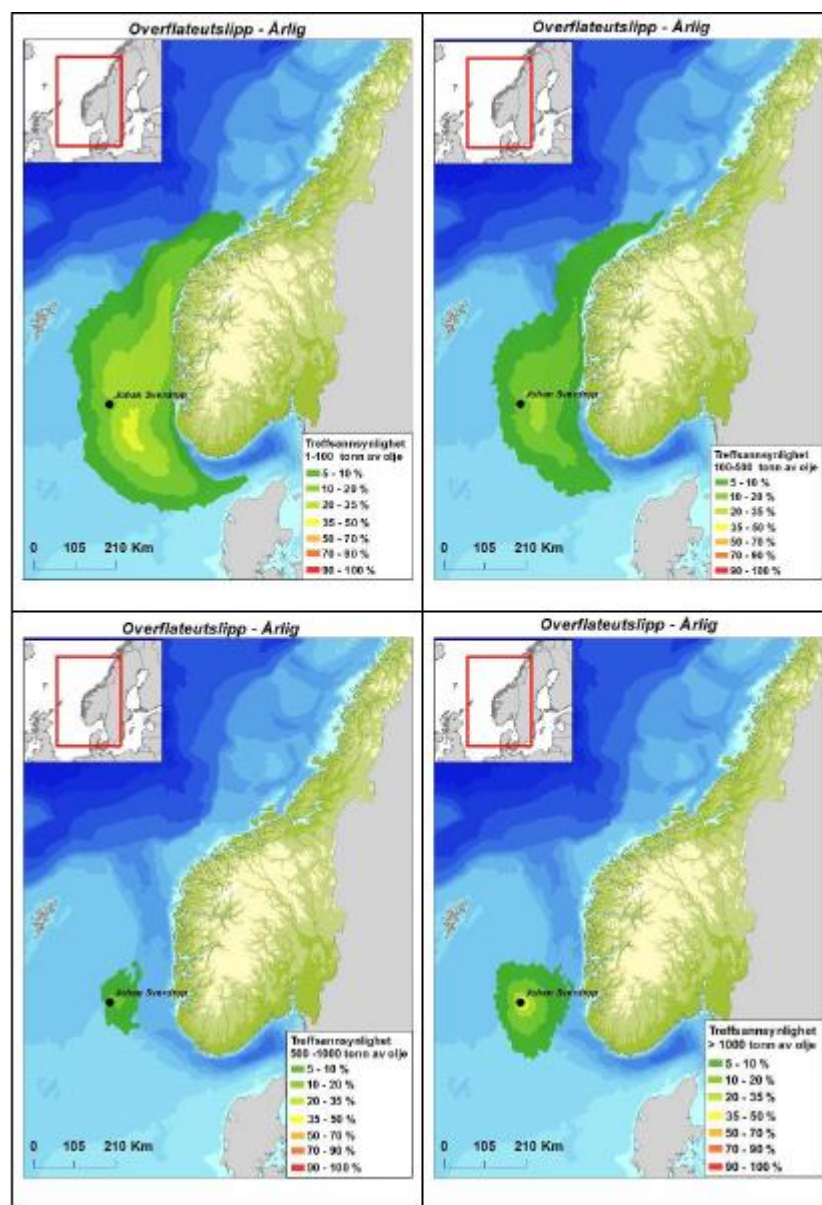 Overflateutslipp - Årlig
Johan Sverdrup
Treffsannsynlighet
1-100 tonn av olje
5 - 10 %
10 - 20 %
20 - 35 %
35 - 50 %
50 - 70 %
70 - 90 %
90 - 100 %
0 105 210 Km
Overflateutslipp - Årlig
Johan Sverdrup
Treffsannsynlighet
100-500 tonn av olje
5 - 10 %
10 - 20 %
20 - 35 %
35 - 50 %
50 - 70 %
70 - 90 %
90 - 100 %
0 105 210 Km
Overflateutslipp - Årlig
Johan Sverdrup
Treffsannsynlighet
500 -1000 tonn av olje
5 - 10 %
10 - 20 %
20 - 35 %
35 - 50 %
50 - 70 %
70 - 90 %
90 - 100 %
0 105 210 Km
Overflateutslipp - Årlig
Johan Sverdrup
Treffsannsynlighet
> 1000 tonn av olje
5 - 10 %
10 - 20 %
20 - 35 %
35 - 50 %
50 - 70 %
70 - 90 %
90 - 100 %
0 105 210 Km